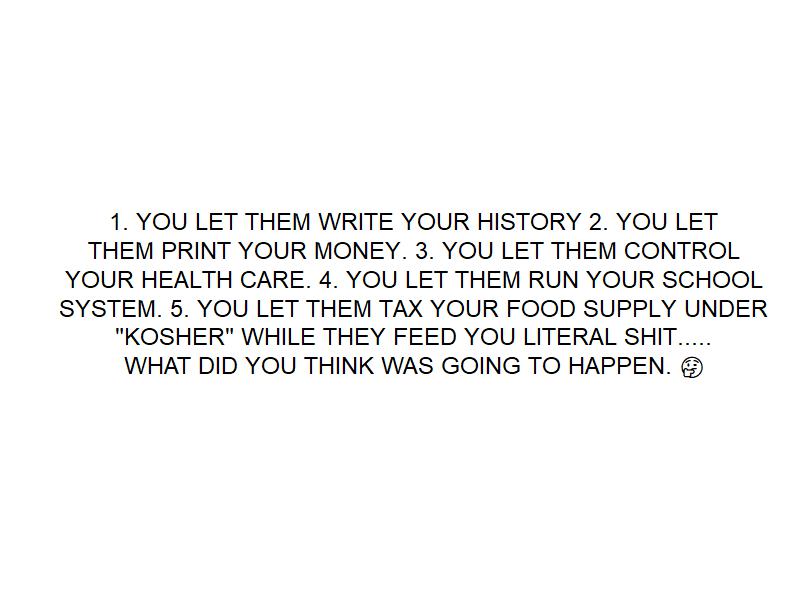 1. YOU LET THEM WRITE YOUR HISTORY 2. YOU LET
THEM PRINT YOUR MONEY. 3. YOU LET THEM CONTROL
YOUR HEALTH CARE. 4. YOU LET THEM RUN YOUR SCHOOL
SYSTEM. 5. YOU LET THEM TAX YOUR FOOD SUPPLY UNDER
"KOSHER" WHILE THEY FEED YOU LITERAL SHIT.....
WHAT DID YOU THINK WAS GOING TO HAPPEN. 🤔